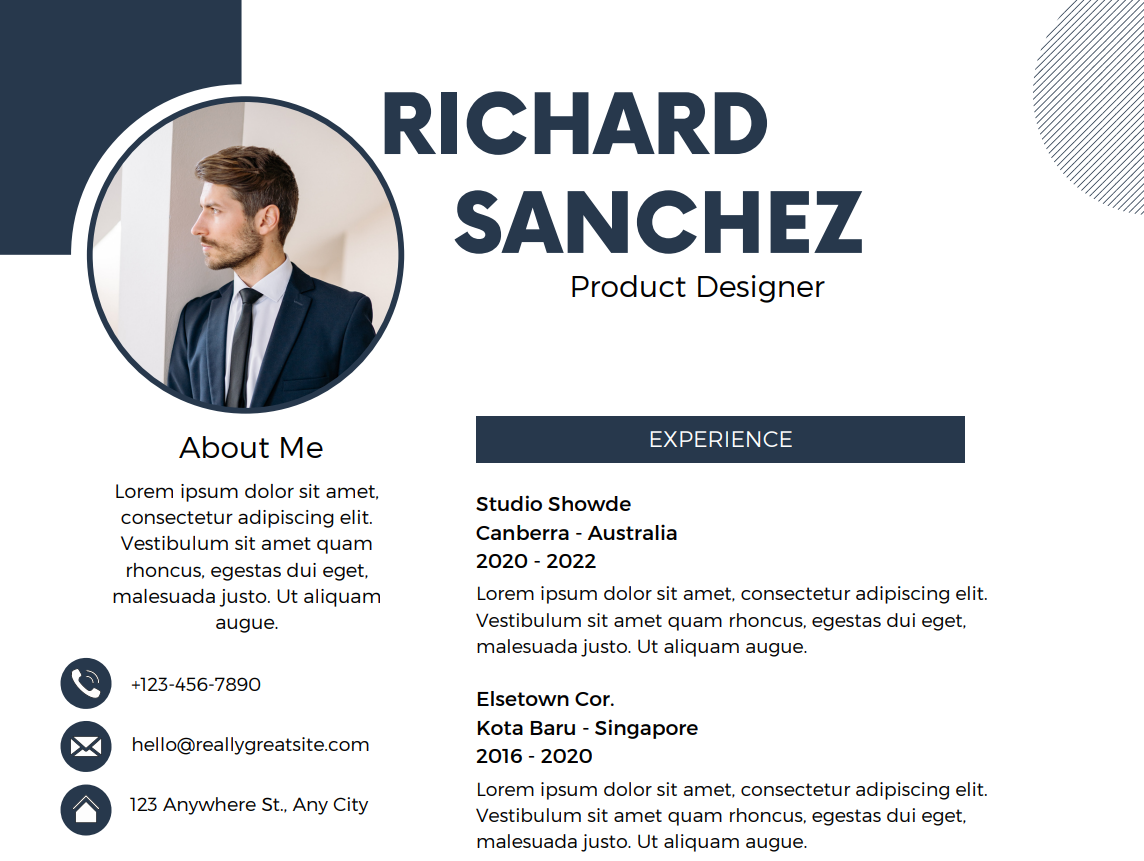 RICHARD
SANCHEZ
Product Designer
About Me
Lorem ipsum dolor sit amet,
consectetur adipiscing elit.
Vestibulum sit amet quam
rhoncus, egestas dui eget,
malesuada justo. Ut aliquam
augue.
+123-456-7890
hello@reallygreatsite.com
123 Anywhere St., Any City
EXPERIENCE
Studio Showde
Canberra - Australia
2020 - 2022
Lorem ipsum dolor sit amet, consectetur adipiscing elit.
Vestibulum sit amet quam rhoncus, egestas dui eget,
malesuada justo. Ut aliquam augue.
Elsetown Cor.
Kota Baru - Singapore
2016 - 2020
Lorem ipsum dolor sit amet, consectetur adipiscing elit.
Vestibulum sit amet quam rhoncus, egestas dui eget,
malesuada justo. Ut aliquam augue.